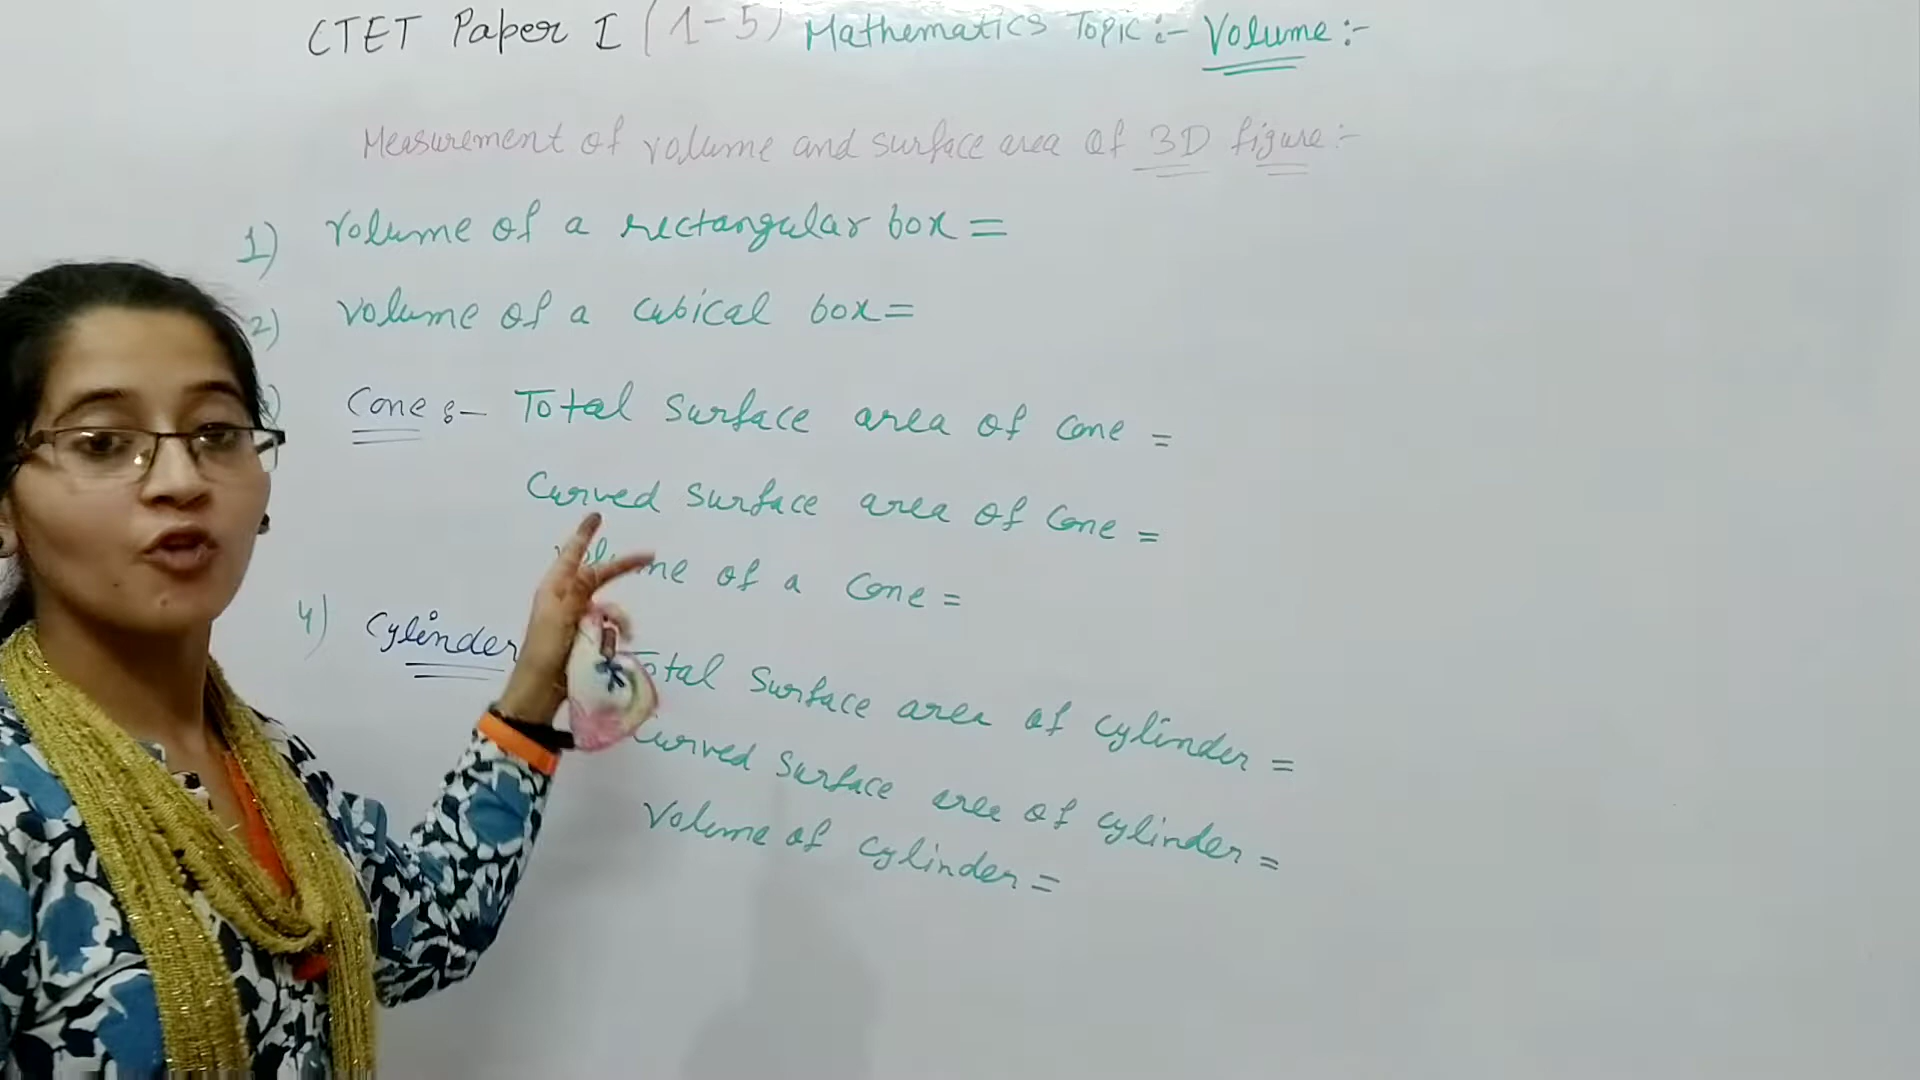 CTET Paper I (1-5) Mathematics Topic:- Volume:-
Measurement of volume and surface area of 3D figure:-
1) Volume of a rectangular box=
2) Volume of a cubical box=
Cone:- Total Surface area of cone =
Curved surface area of Cone =
of a Cone =
4) Cylinder
Total Surface area of cylinder =
Curved surface area of cylinder =
Volume of cylinder =